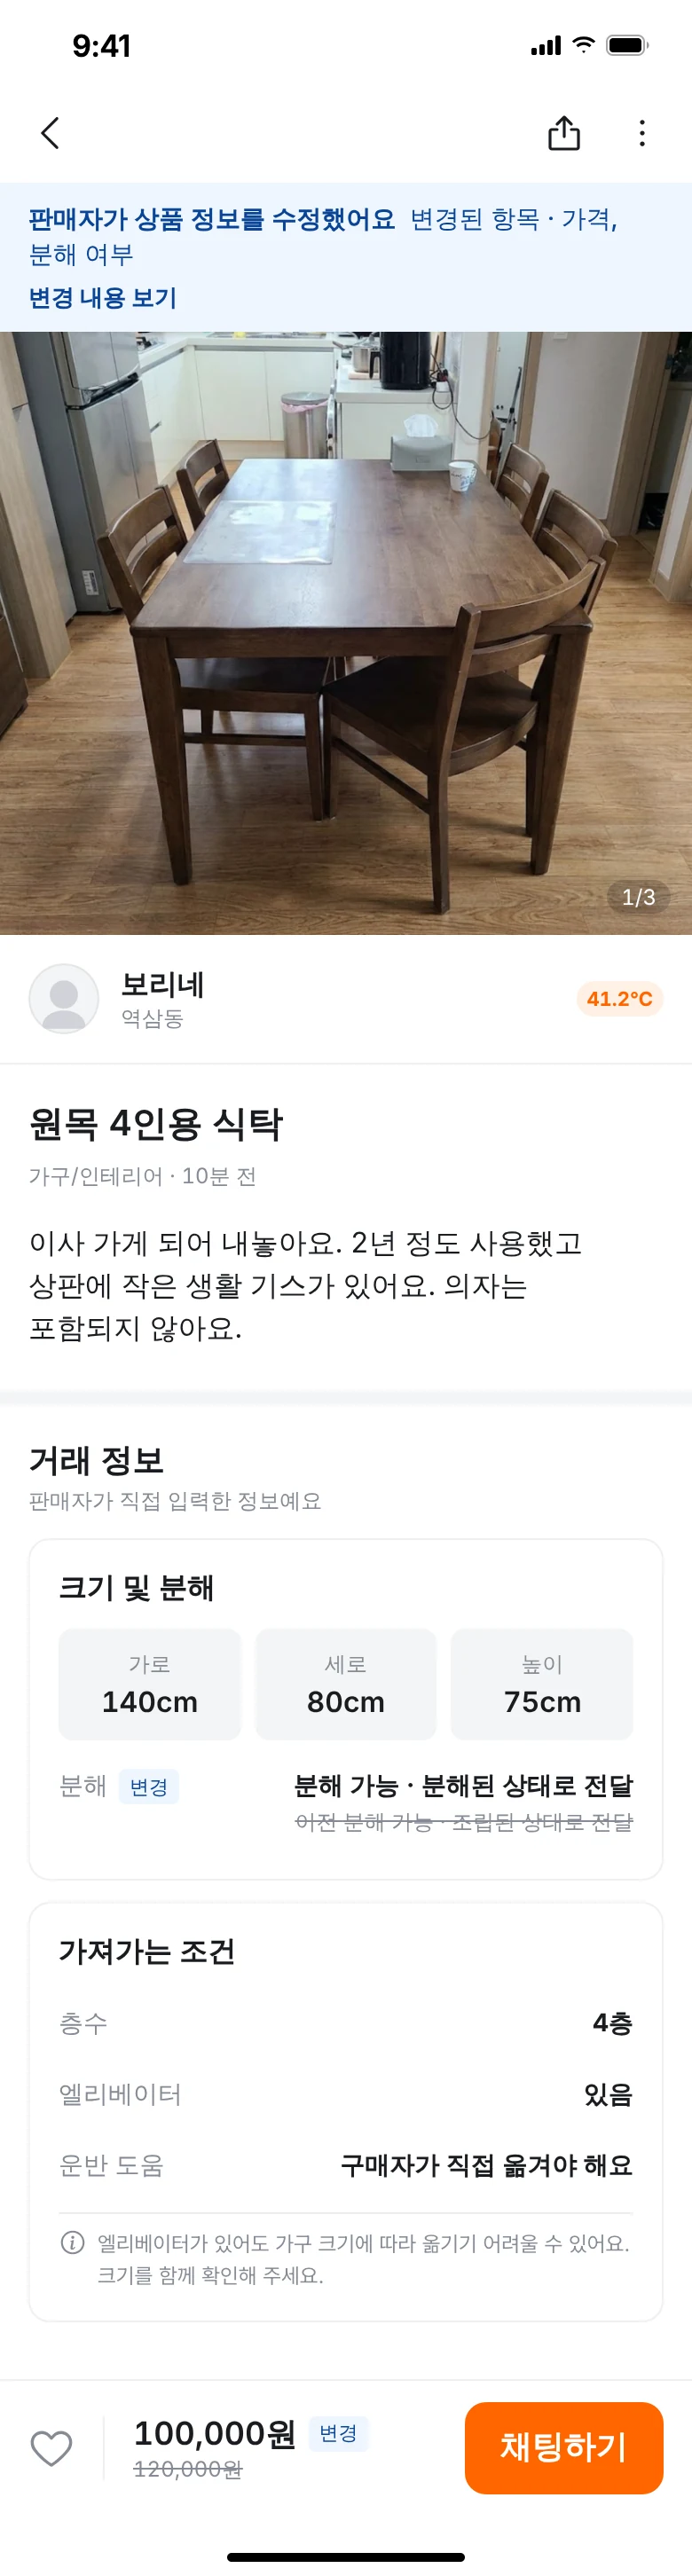 9:41
판매자가 상품 정보를 수정했어요 변경된 항목 · 가격,
분해 여부
변경 내용 보기
1/3
보리네
역삼동
41.2°C
원목 4인용 식탁
가구/인테리어 · 10분 전
이사 가게 되어 내놓아요. 2년 정도 사용했고
상판에 작은 생활 기스가 있어요. 의자는
포함되지 않아요.
거래 정보
판매자가 직접 입력한 정보예요
크기 및 분해
가로
세로
높이
140cm
80cm
75cm
분해 변경 분해 가능 · 분해된 상태로 전달
이전 분해 가능 · 조립된 상태로 전달
가져가는 조건
층수 4층
엘리베이터 있음
운반 도움 구매자가 직접 옮겨야 해요
엘리베이터가 있어도 가구 크기에 따라 옮기기 어려울 수 있어요.
크기를 함께 확인해 주세요.
100,000원 변경
120,000원
채팅하기